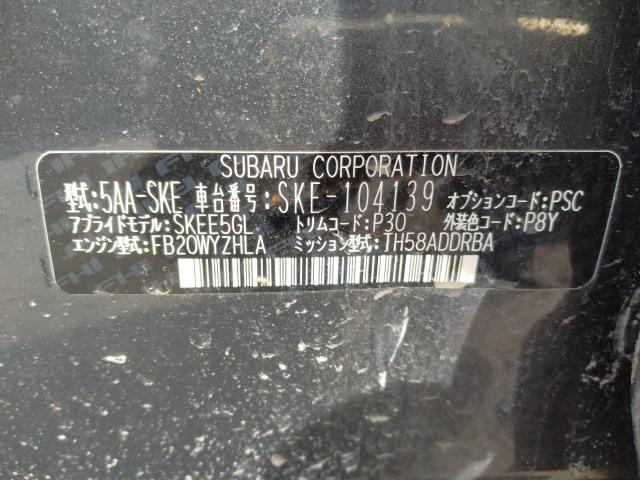 SUBARU CORPORATION
型式:5AA-SKE 車台番号:SKE-104139 オプションコード:PSC
アプライドモデル:SKEE5GL トリムコード:P30 外装色コード:P8Y
エンジン型式:FB20WYZHLA ミッション型式:TH58ADDRBA